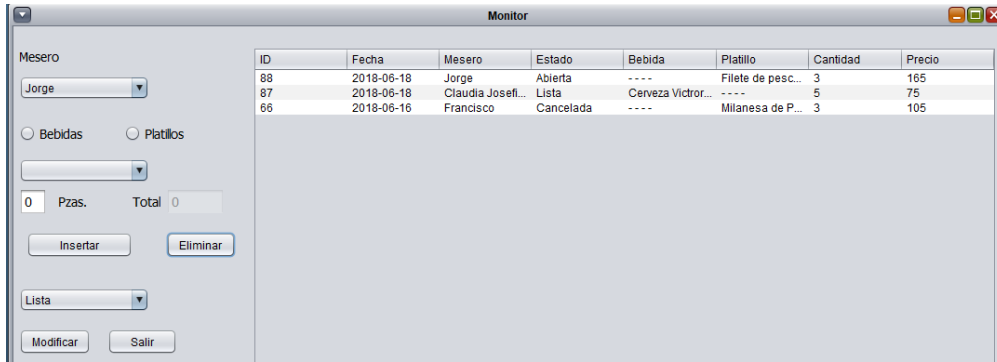 Monitor
Mesero
Jorge
Bebidas Platillos
0 Pzas. Total 0
Insertar Eliminar
Lista
Modificar Salir
ID Fecha Mesero Estado Bebida Platillo Cantidad Precio
88 2018-06-18 Jorge Abierta ---- Filete de pesc... 3 165
87 2018-06-18 Claudia Josefi... Lista Cerveza Victror... ---- 5 75
66 2018-06-16 Francisco Cancelada ---- Milanesa de P... 3 105